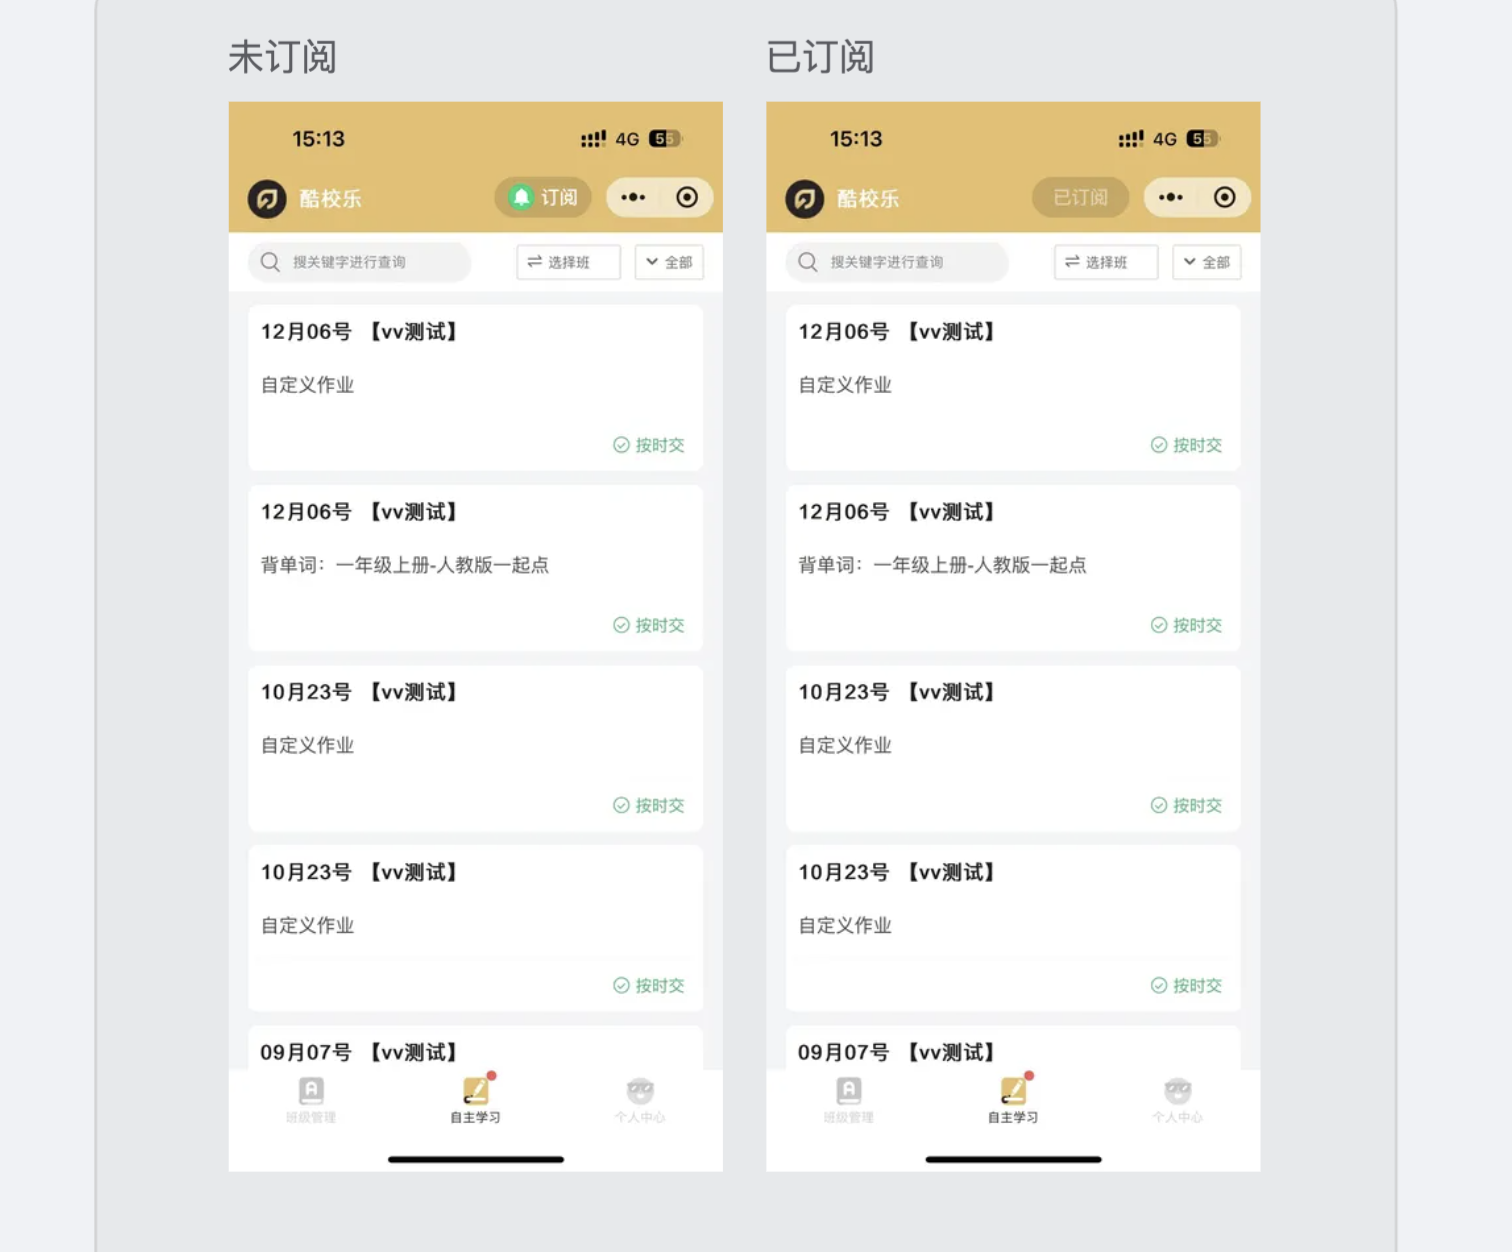 未订阅
15:13
4G
55
酷校乐
订阅
搜关键字进行查询
选择班
全部
12月06号 【vv测试】
自定义作业
按时交
12月06号 【vv测试】
背单词：一年级上册-人教版一起点
按时交
10月23号 【vv测试】
自定义作业
按时交
10月23号 【vv测试】
自定义作业
按时交
09月07号 【vv测试】
班级管理
自主学习
个人中心
已订阅
15:13
4G
55
酷校乐
已订阅
搜关键字进行查询
选择班
全部
12月06号 【vv测试】
自定义作业
按时交
12月06号 【vv测试】
背单词：一年级上册-人教版一起点
按时交
10月23号 【vv测试】
自定义作业
按时交
10月23号 【vv测试】
自定义作业
按时交
09月07号 【vv测试】
班级管理
自主学习
个人中心